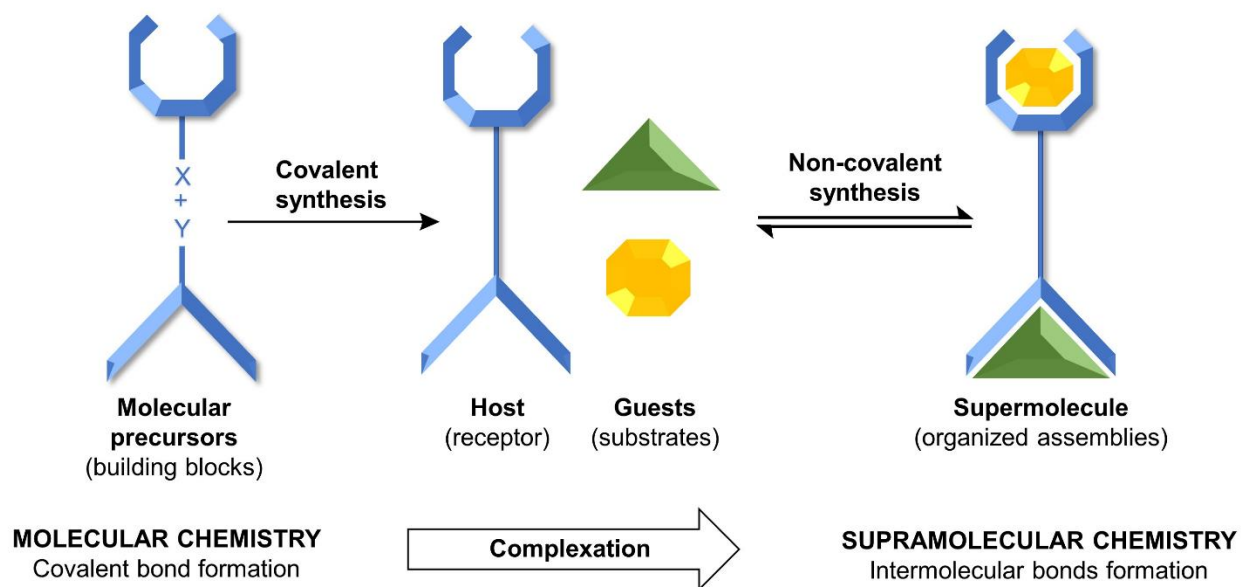 X
+
Y
Covalent
synthesis
Non-covalent
synthesis
Molecular
precursors
(building blocks)
Host
(receptor)
Guests
(substrates)
Supermolecule
(organized assemblies)
MOLECULAR CHEMISTRY
Covalent bond formation
Complexation
SUPRAMOLECULAR CHEMISTRY
Intermolecular bonds formation